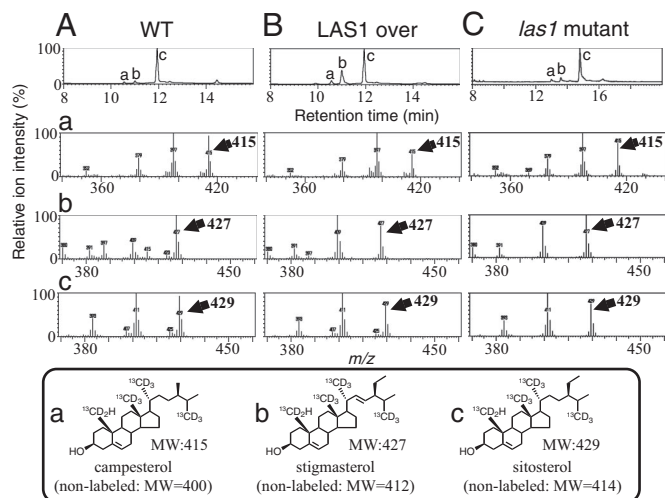 A WT B LAS1 over C las1 mutant
100
a b c a b c a b c
0
8 10 12 14 8 10 12 14 8 12 16
Retention time (min)
Relative ion intensity (%)
a
100 415 415 415
0
360 420 360 420 360 420
b
100 427 427 427
0
380 450 380 450 380 450
c
100 429 429 429
0
380 450 380 450 380 450
m/z
a b c
¹³CD₃ ¹³CD₃ ¹³CD₃
¹³CD₂H ¹³CD₃ ¹³CD₃ ¹³CD₂H ¹³CD₃ ¹³CD₃ ¹³CD₂H ¹³CD₃ ¹³CD₃
HO MW:415 HO MW:427 HO MW:429
campesterol stigmasterol sitosterol
(non-labeled: MW=400) (non-labeled: MW=412) (non-labeled: MW=414)